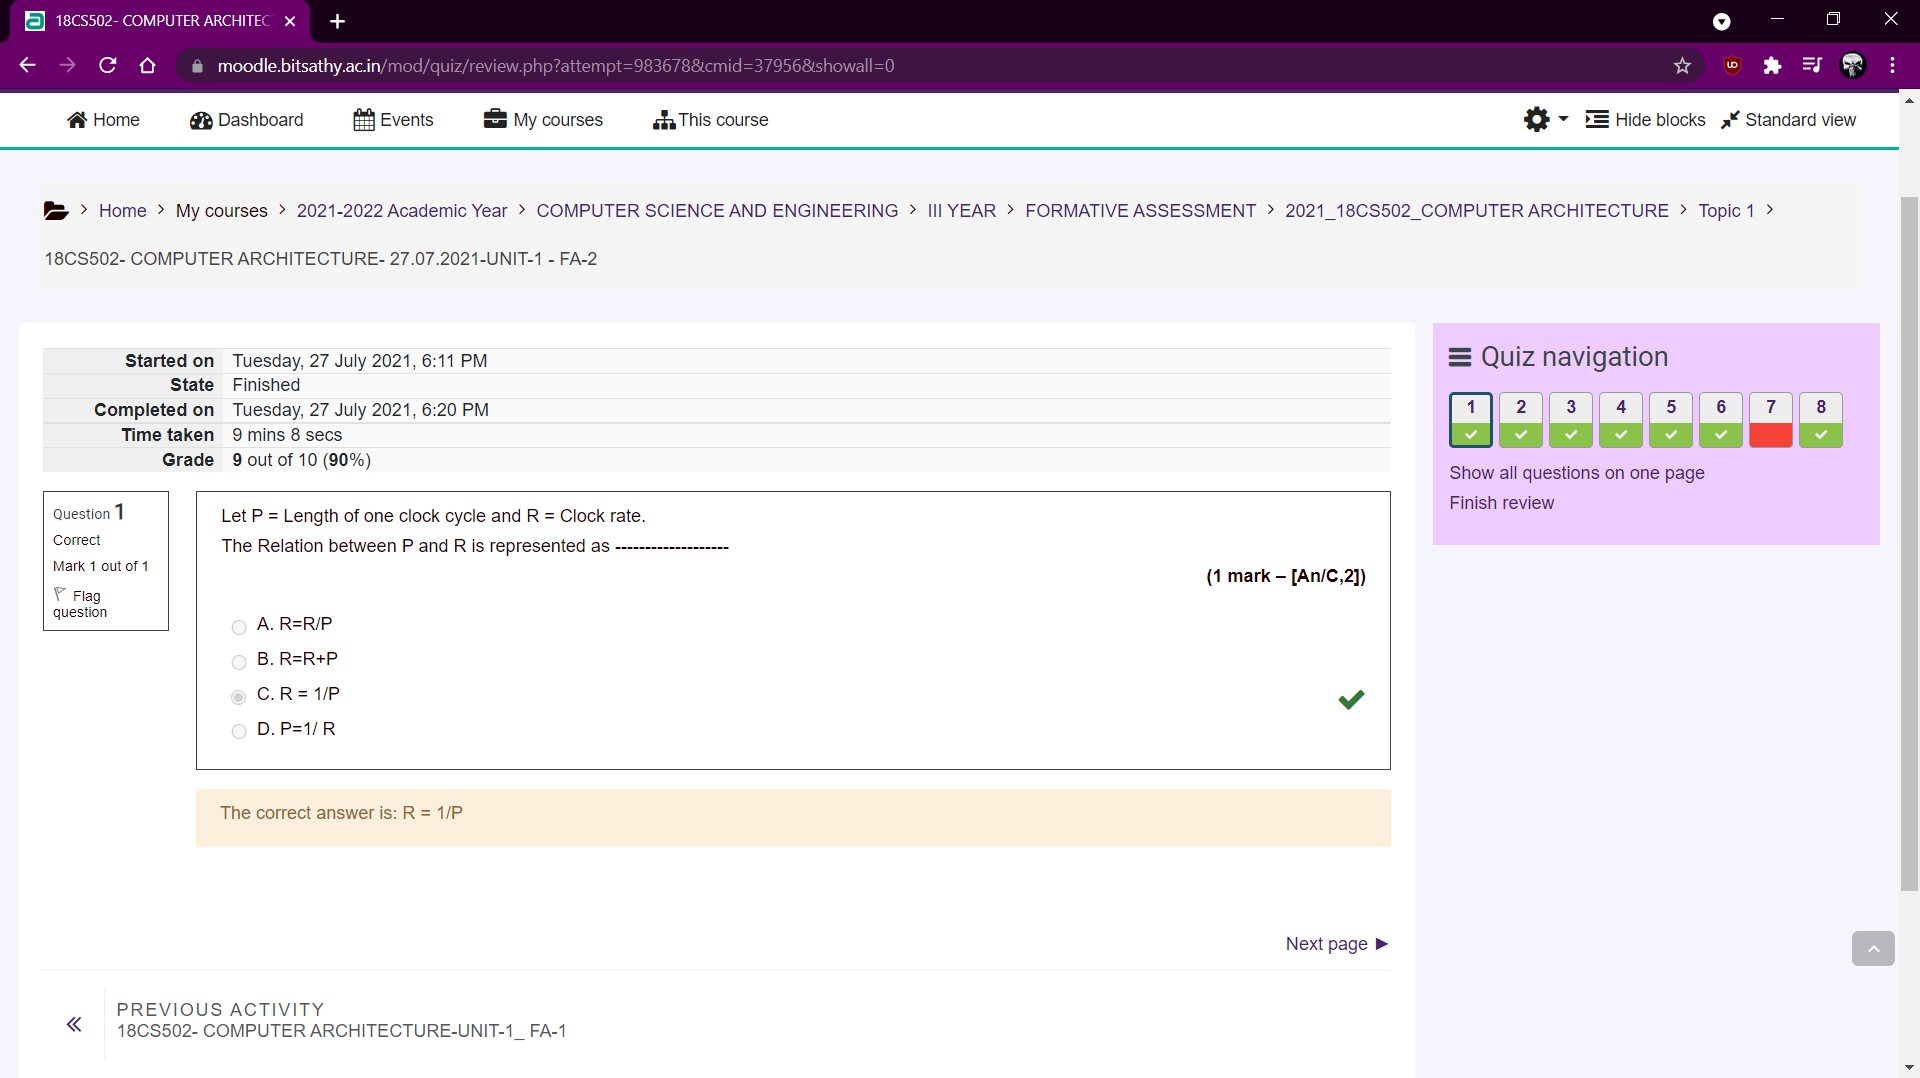 18CS502- COMPUTER ARCHITEC
moodle.bitsathy.ac.in/mod/quiz/review.php?attempt=983678&cmid=37956&showall=0
Home Dashboard Events My courses This course Hide blocks Standard view
Home > My courses > 2021-2022 Academic Year > COMPUTER SCIENCE AND ENGINEERING > III YEAR > FORMATIVE ASSESSMENT > 2021_18CS502_COMPUTER ARCHITECTURE > Topic 1 >
18CS502- COMPUTER ARCHITECTURE- 27.07.2021-UNIT-1 - FA-2
Started on Tuesday, 27 July 2021, 6:11 PM
State Finished
Completed on Tuesday, 27 July 2021, 6:20 PM
Time taken 9 mins 8 secs
Grade 9 out of 10 (90%)
Question 1
Correct
Mark 1 out of 1
Flag
question
Let P = Length of one clock cycle and R = Clock rate.
The Relation between P and R is represented as -------------------
(1 mark – [An/C,2])
A. R=R/P
B. R=R+P
C. R = 1/P
D. P=1/ R
The correct answer is: R = 1/P
Next page ►
PREVIOUS ACTIVITY
18CS502- COMPUTER ARCHITECTURE-UNIT-1_ FA-1
Quiz navigation
1 2 3 4 5 6 7 8
Show all questions on one page
Finish review